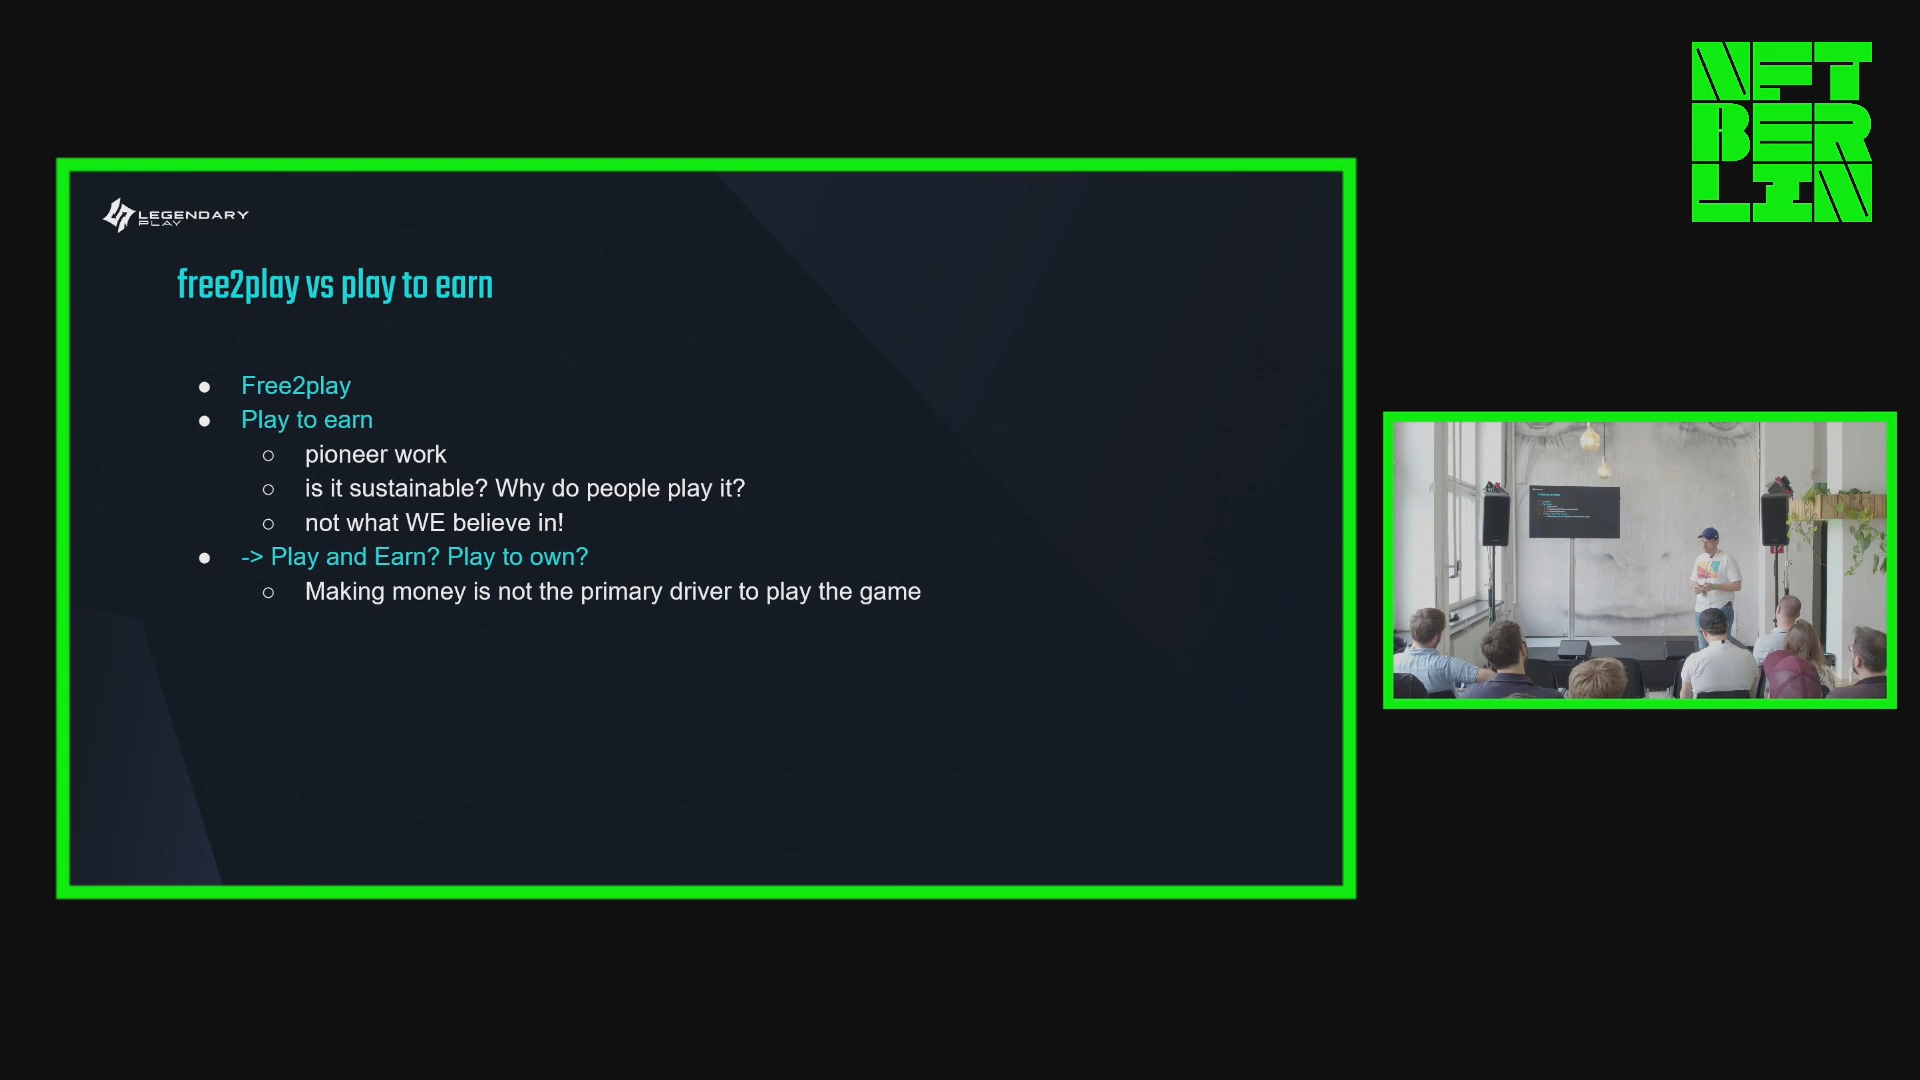 NFT
BER
LIN
LEGENDARY
PLAY
free2play vs play to earn
● Free2play
● Play to earn
○ pioneer work
○ is it sustainable? Why do people play it?
○ not what WE believe in!
● -> Play and Earn? Play to own?
○ Making money is not the primary driver to play the game